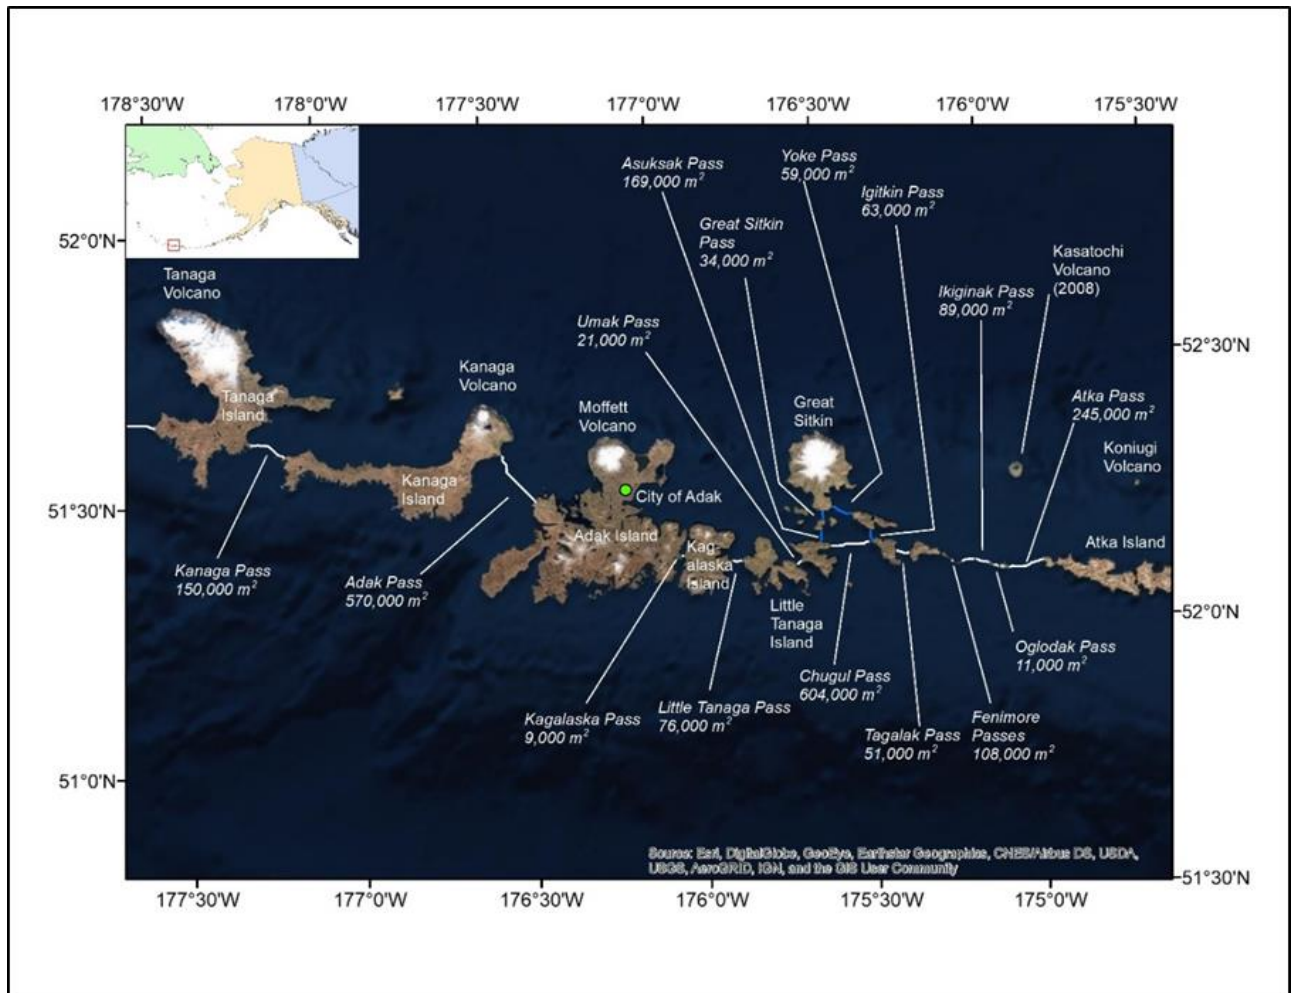 178°30'W 178°0'W 177°30'W 177°0'W 176°30'W 176°0'W 175°30'W
Asuksak Pass
169,000 m²
Yoke Pass
59,000 m²
Igitkin Pass
63,000 m²
Great Sitkin
Pass
34,000 m²
52°0'N
Tanaga
Volcano
Kasatochi
Volcano
(2008)
Ikiginak Pass
89,000 m²
Umak Pass
21,000 m²
52°30'N
Kanaga
Volcano
Tanaga
Island
Moffett
Volcano
Great
Sitkin
Atka Pass
245,000 m²
Koniugi
Volcano
Kanaga
Island
City of Adak
51°30'N
Adak Island
Kag-
alaska
Island
Atka Island
Kanaga Pass
150,000 m²
Adak Pass
570,000 m²
Little
Tanaga
Island
52°0'N
Oglodak Pass
11,000 m²
Chugul Pass
604,000 m²
Kagalaska Pass
9,000 m²
Little Tanaga Pass
76,000 m²
Tagalak Pass
51,000 m²
Fenimore
Passes
108,000 m²
51°0'N
Source: Esri, DigitalGlobe, GeoEye, Earthstar Geographics, CNES/Airbus DS, USDA,
USGS, AeroGRID, IGN, and the GIS User Community
51°30'N
177°30'W 177°0'W 176°30'W 176°0'W 175°30'W 175°0'W